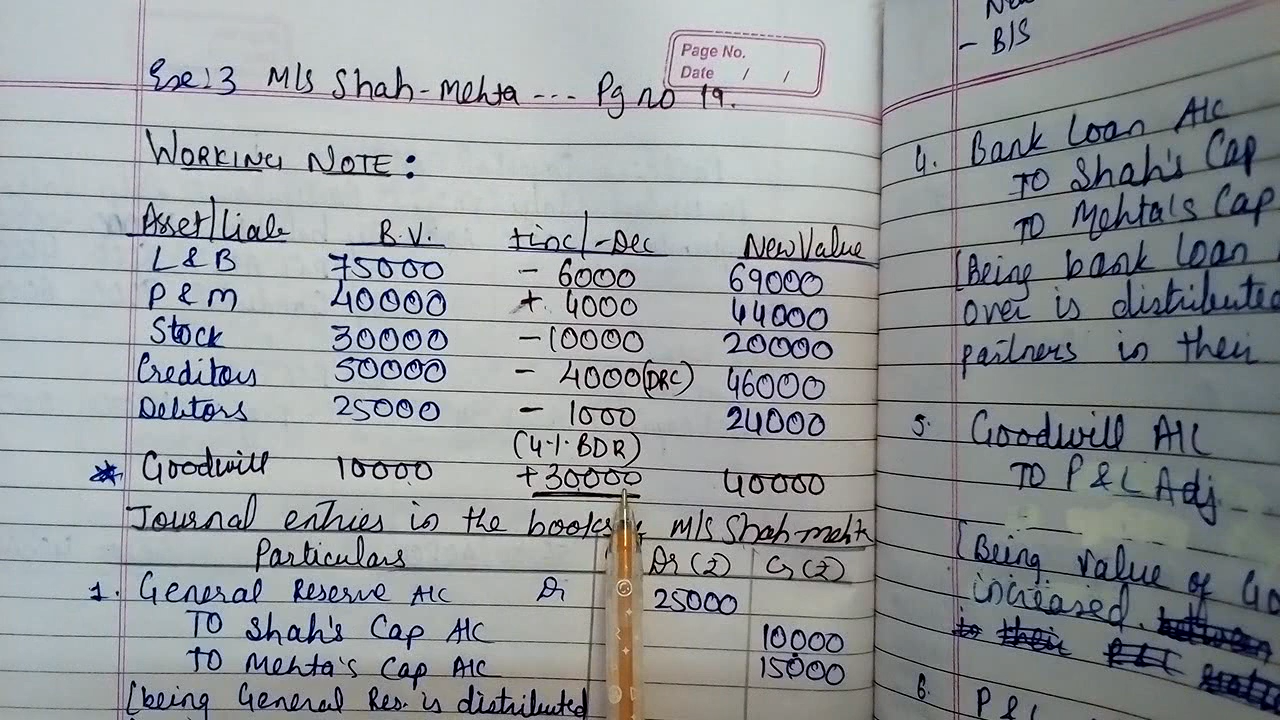 Page No.
Date / /
Exe: 3 M/s Shah-Mehta --- Pg no 19.
WORKING NOTE:
Asset/Liab B.V. +inc/-Dec New Value
L & B 75000 - 6000 69000
P & M 40000 + 4000 44000
Stock 30000 - 10000 20000
Creditors 50000 - 4000 (DRC) 46000
Debtors 25000 - 1000 24000
(4% BDR)
Goodwill 10000 + 30000 40000
Journal entries in the books M/s Shah-Mehta
Particulars Dr (₹) Cr (₹)
1. General Reserve A/C Dr 25000
TO Shah's Cap A/C 10000
TO Mehta's Cap A/C 15000
(being General Res. is distributed
- B/S
4. Bank Loan A/C
TO Shah's Cap
TO Mehta's Cap
(Being bank loan
over is distributed
partners in their
5. Goodwill A/C
TO P & L Adj
(Being value of Go
increased.
6. P & L